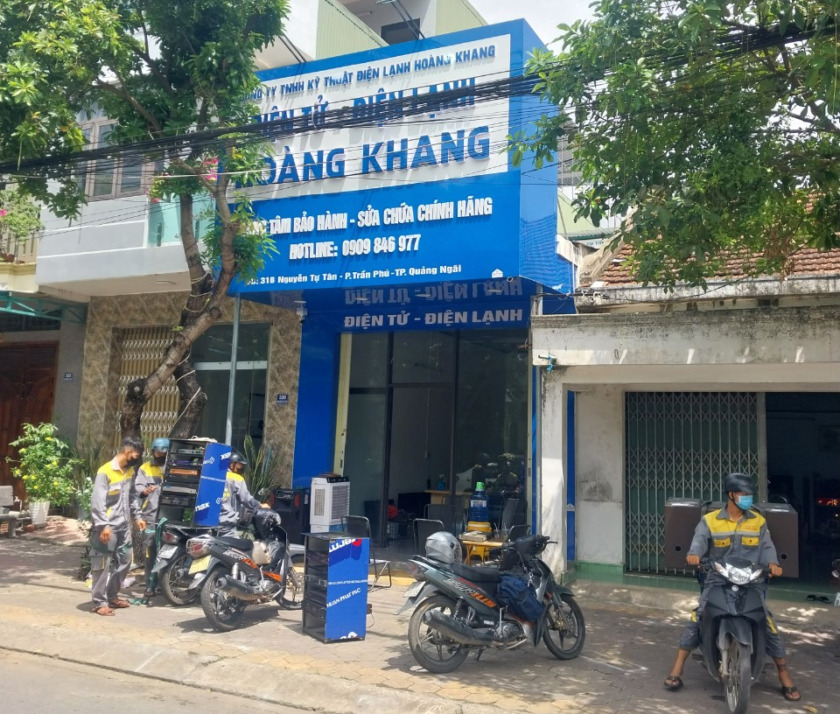 TY TNHH KỸ THUẬT ĐIỆN LẠNH HOÀNG KHANG
ĐIỆN TỬ - ĐIỆN LẠNH
HOÀNG KHANG
TÂM BẢO HÀNH - SỬA CHỮA CHÍNH HÃNG
HOTLINE: 0909 846 977
318 Nguyễn Tự Tân - P.Trần Phú - TP. Quảng Ngãi
ĐIỆN TỬ - ĐIỆN LẠNH